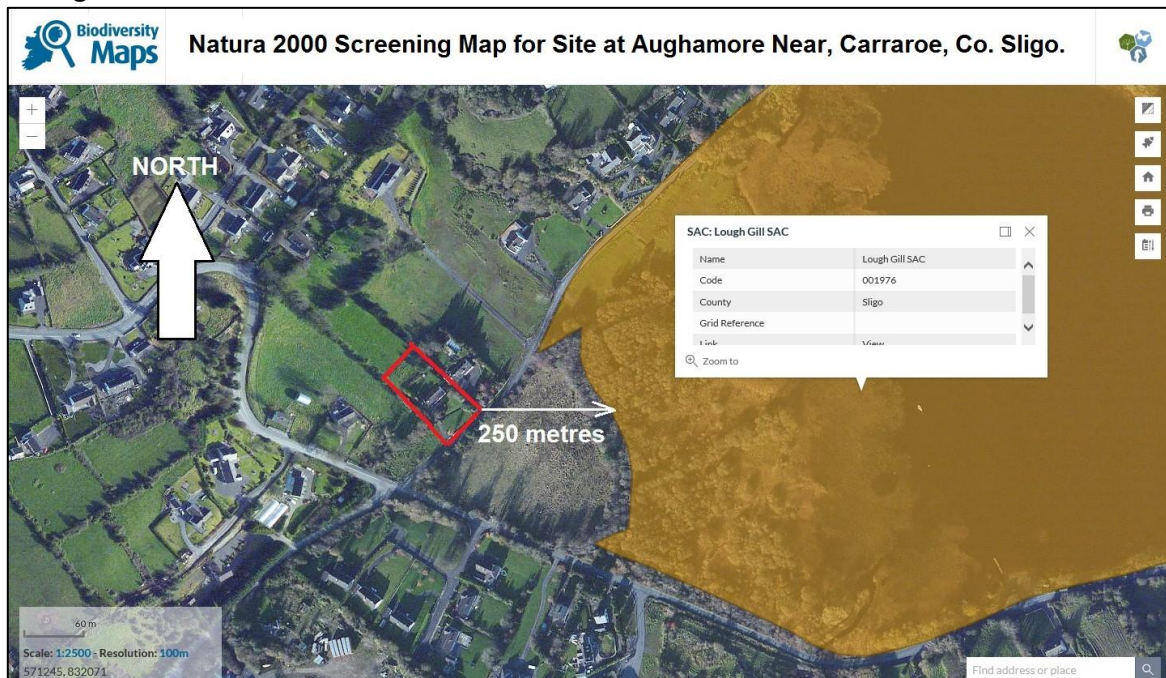 Biodiversity
Maps
Natura 2000 Screening Map for Site at Aughamore Near, Carraroe, Co. Sligo.
+
−
NORTH
SAC: Lough Gill SAC
Name Lough Gill SAC
Code 001976
County Sligo
Grid Reference
Link View
Zoom to
250 metres
60 m
Scale: 1:2500 - Resolution: 100m
571245, 832071
Find address or place